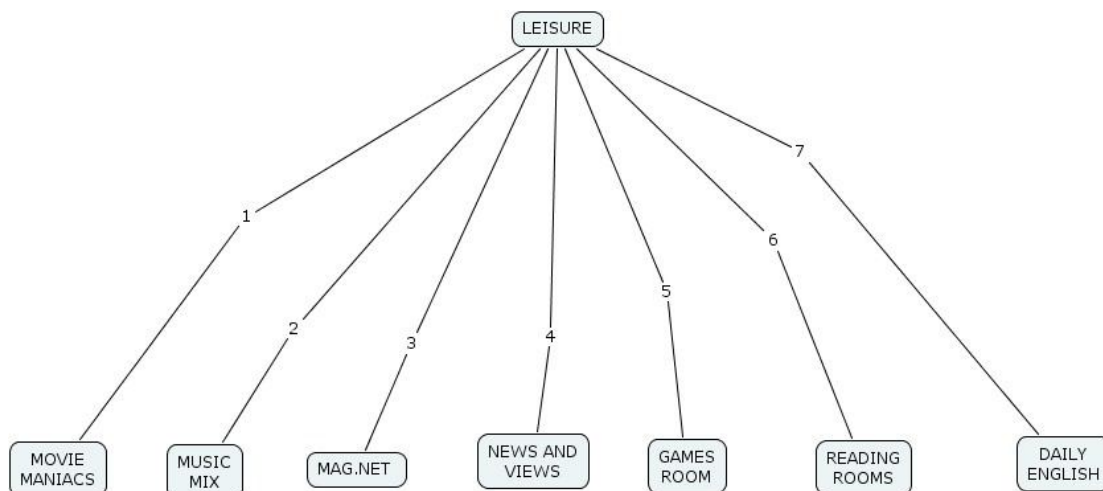 LEISURE
7
1
6
5
2
4
3
MOVIE
MANIACS
MUSIC
MIX
MAG.NET
NEWS AND
VIEWS
GAMES
ROOM
READING
ROOMS
DAILY
ENGLISH